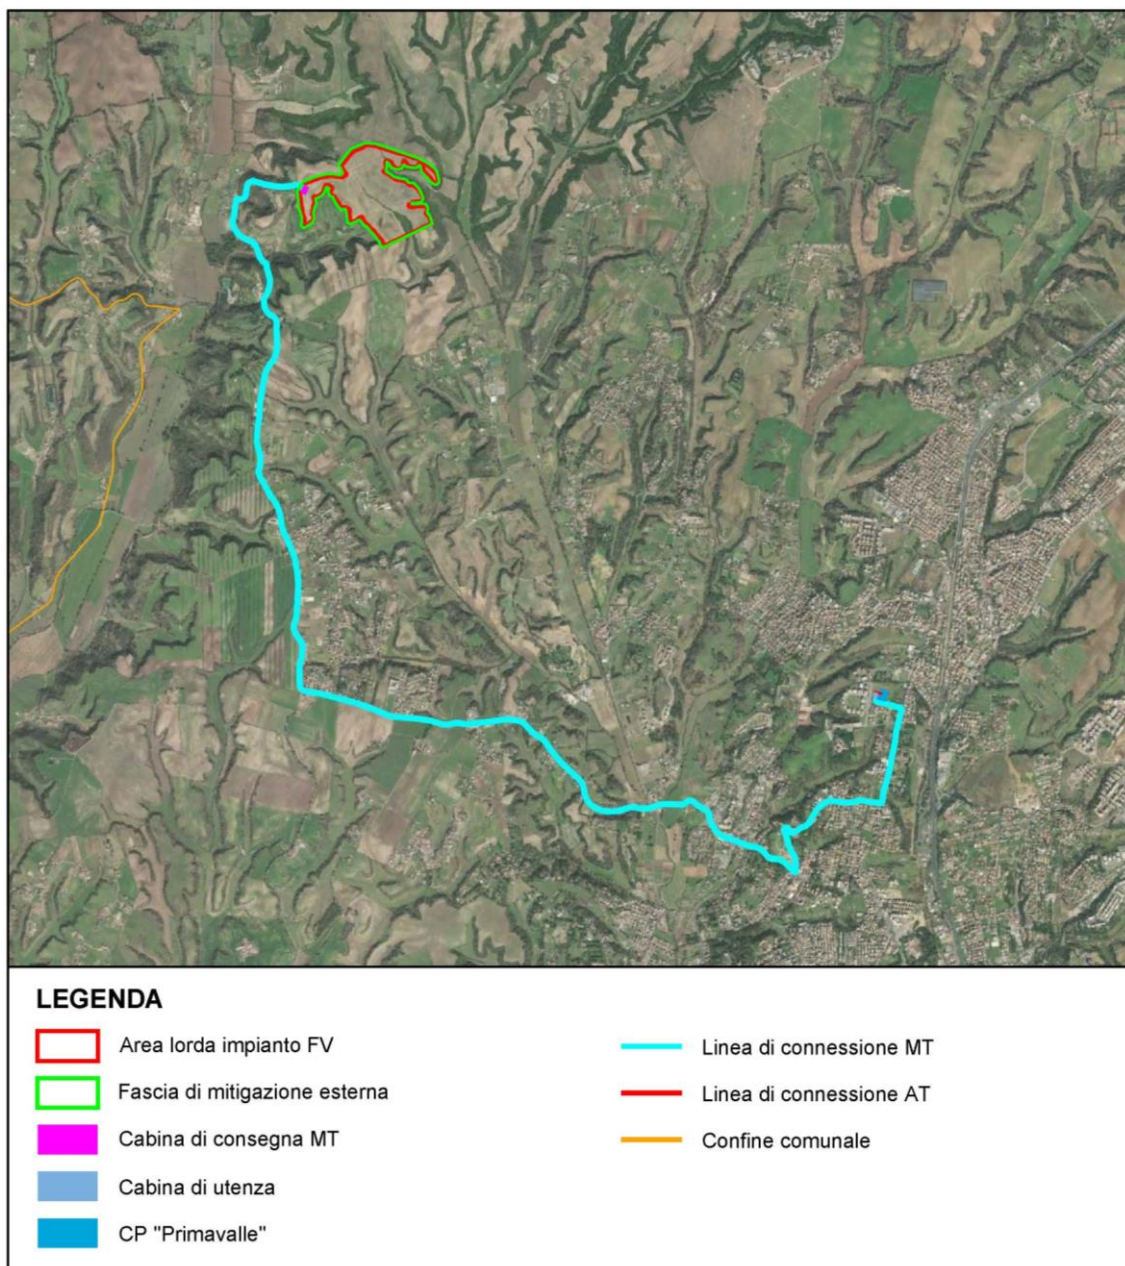 LEGENDA
Area lorda impianto FV
Fascia di mitigazione esterna
Cabina di consegna MT
Cabina di utenza
CP "Primavalle"
Linea di connessione MT
Linea di connessione AT
Confine comunale